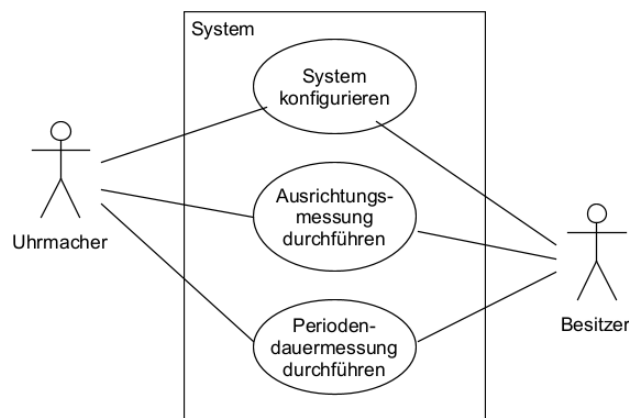 System
System
konfigurieren
Ausrichtungs-
messung
durchführen
Uhrmacher
Besitzer
Perioden-
dauermessung
durchführen